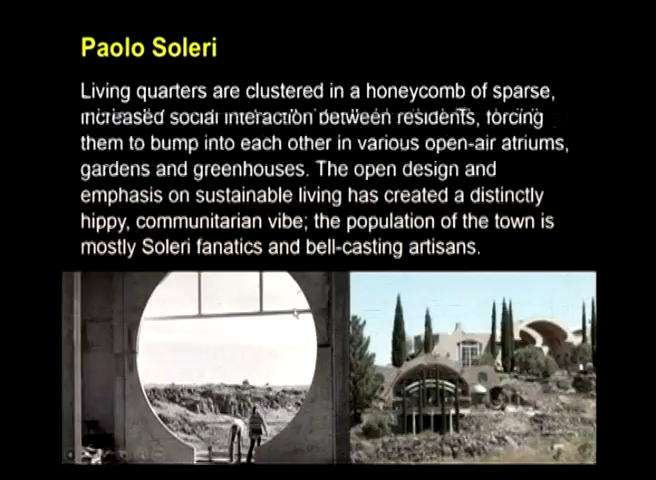 Paolo Soleri
Living quarters are clustered in a honeycomb of sparse,
increased social interaction between residents, forcing
them to bump into each other in various open-air atriums,
gardens and greenhouses. The open design and
emphasis on sustainable living has created a distinctly
hippy, communitarian vibe; the population of the town is
mostly Soleri fanatics and bell-casting artisans.